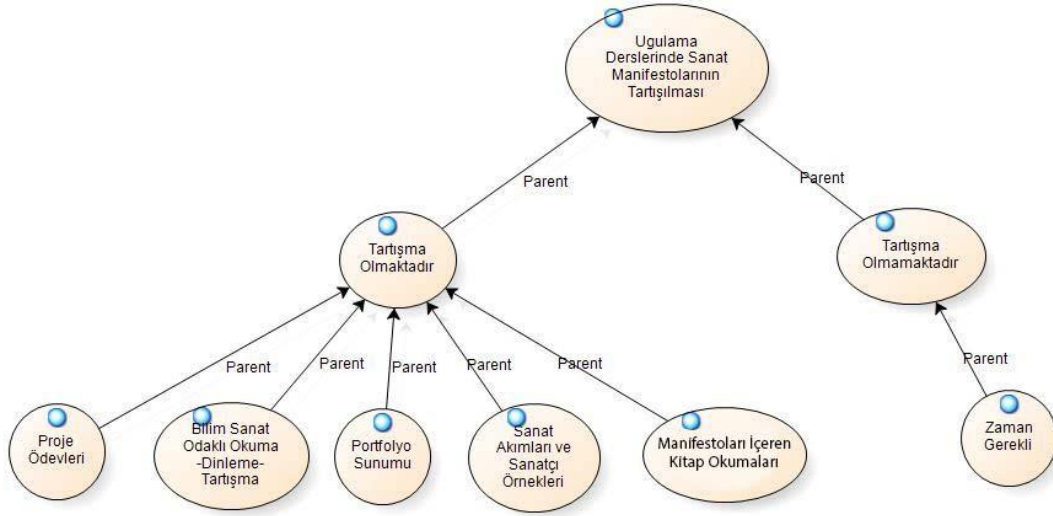 Ugulama
Derslerinde Sanat
Manifestolarının
Tartışılması
Parent
Parent
Tartışma
Olmaktadır
Tartışma
Olmamaktadır
Parent
Parent
Parent
Parent
Parent
Parent
Proje
Ödevleri
Bilim Sanat
Odaklı Okuma
-Dinleme-
Tartışma
Portfolyo
Sunumu
Sanat
Akımları ve
Sanatçı
Örnekleri
Manifestoları İçeren
Kitap Okumaları
Zaman
Gerekli